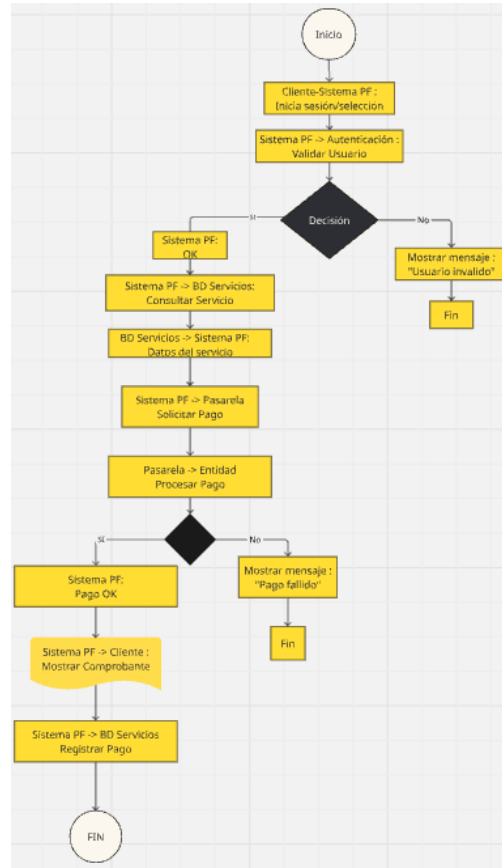 Inicio
Cliente-Sistema PF :
Inicia sesión/selección
Sistema PF -> Autenticación :
Validar Usuario
Decisión
si
No
Sistema PF:
OK
Mostrar mensaje :
"Usuario invalido"
Sistema PF -> BD Servicios:
Consultar Servicio
Fin
BD Servicios -> Sistema PF:
Datos del servicio
Sistema PF -> Pasarela
Solicitar Pago
Pasarela -> Entidad
Procesar Pago
Sí
No
Sistema PF:
Pago OK
Mostrar mensaje :
"Pago fallido"
Sistema PF -> Cliente :
Mostrar Comprobante
Fin
Sistema PF -> BD Servicios
Registrar Pago
FIN